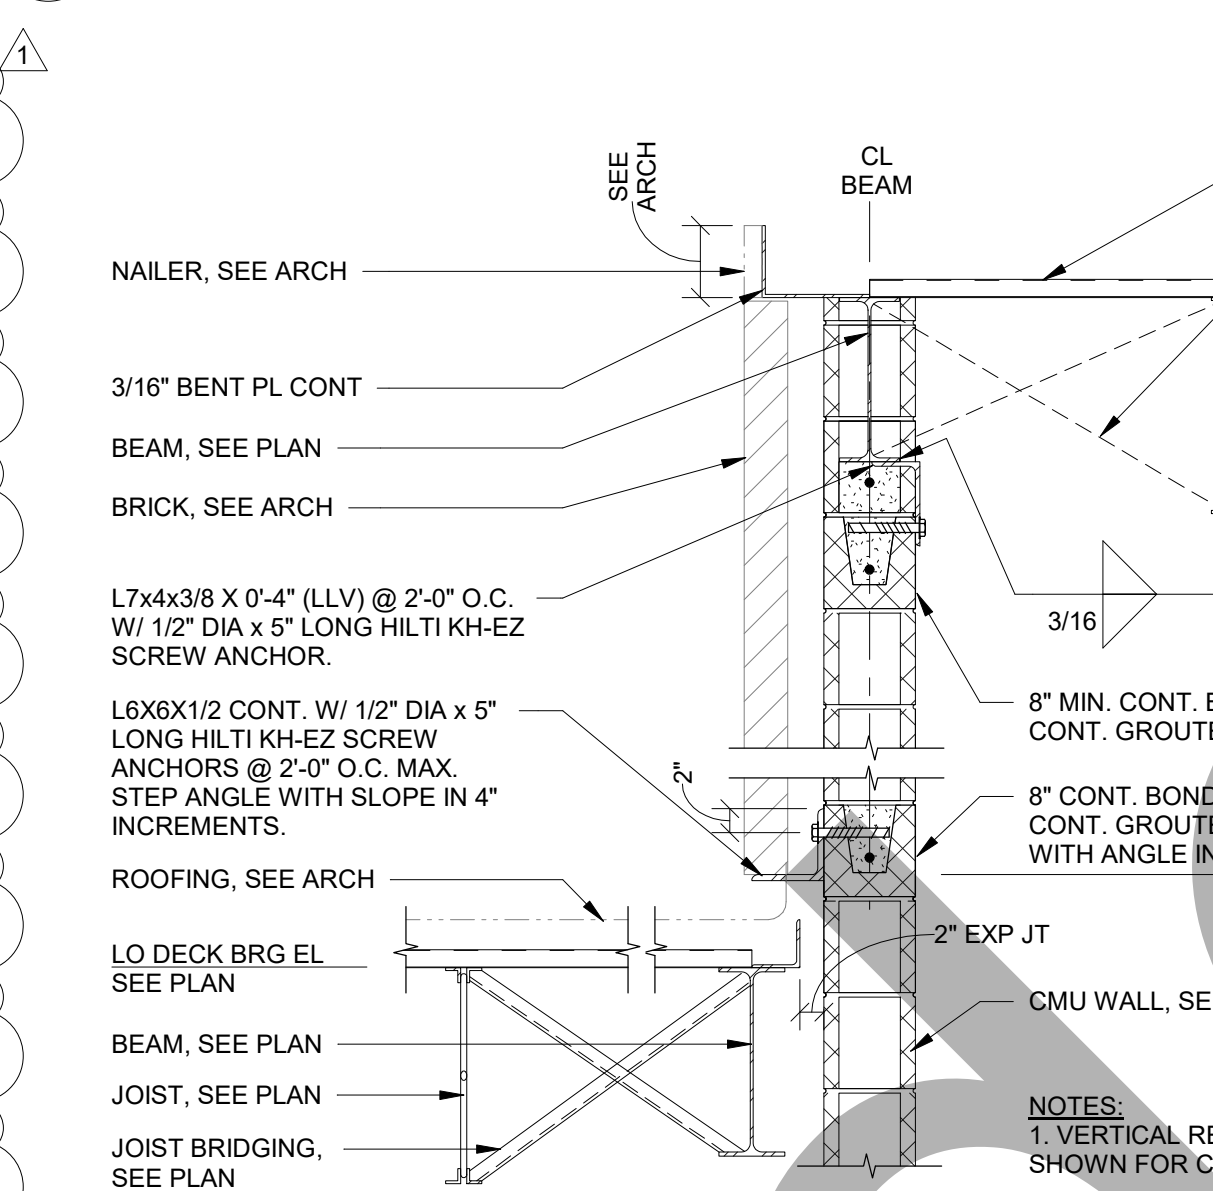 1
SEE
ARCH
CL
BEAM
NAILER, SEE ARCH
3/16" BENT PL CONT
BEAM, SEE PLAN
BRICK, SEE ARCH
L7x4x3/8 X 0'-4" (LLV) @ 2'-0" O.C.
W/ 1/2" DIA x 5" LONG HILTI KH-EZ
SCREW ANCHOR.
3/16
L6X6X1/2 CONT. W/ 1/2" DIA x 5"
LONG HILTI KH-EZ SCREW
ANCHORS @ 2'-0" O.C. MAX.
STEP ANGLE WITH SLOPE IN 4"
INCREMENTS.
2"
8" MIN. CONT.
CONT.
8" CONT. BOND
CONT.
WITH ANGLE
ROOFING, SEE ARCH
2" EXP JT
LO DECK BRG EL
SEE PLAN
CMU WALL,
BEAM, SEE PLAN
JOIST, SEE PLAN
JOIST BRIDGING,
SEE PLAN
NOTES:
1. VERTICAL
SHOWN FOR